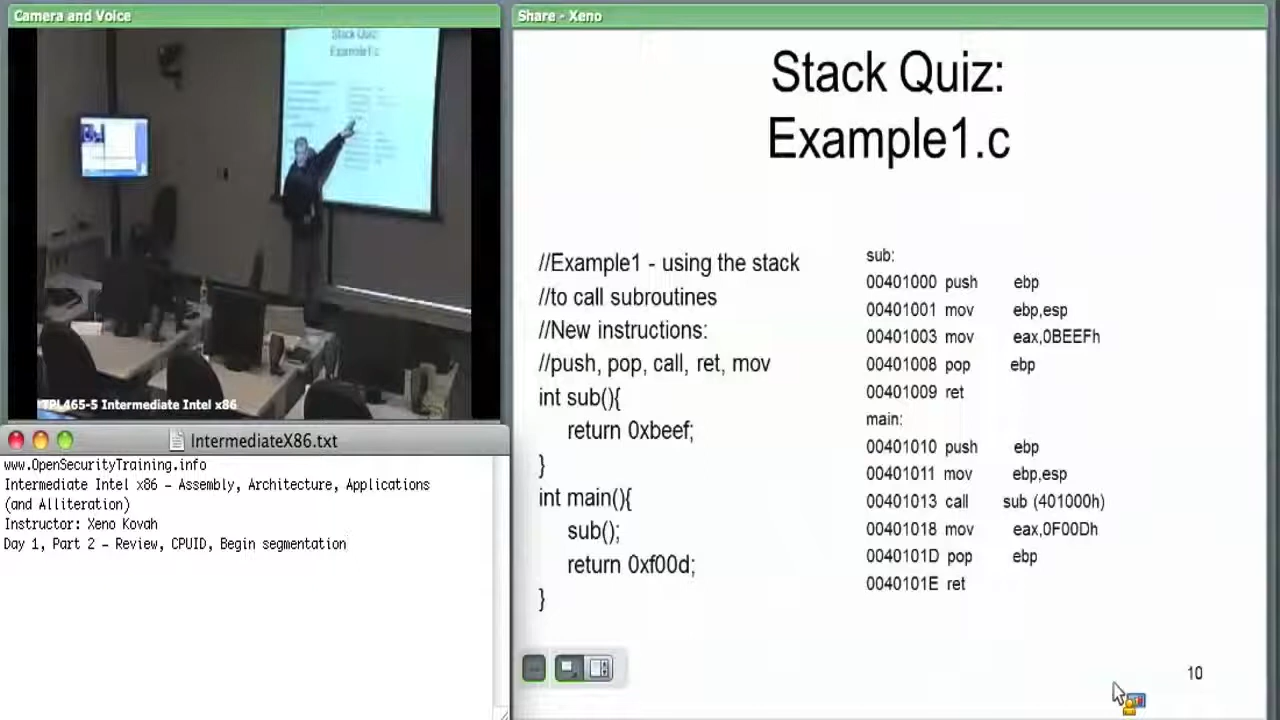 Camera and Voice
Stack Quiz:
Example1.c
TPL465-5 Intermediate Intel x86
IntermediateX86.txt
www.OpenSecurityTraining.info
Intermediate Intel x86 – Assembly, Architecture, Applications
(and Alliteration)
Instructor: Xeno Kovah
Day 1, Part 2 – Review, CPUID, Begin segmentation
Share - Xeno
Stack Quiz:
Example1.c
//Example1 - using the stack
//to call subroutines
//New instructions:
//push, pop, call, ret, mov
int sub(){
return 0xbeef;
}
int main(){
sub();
return 0xf00d;
}
sub:
00401000 push ebp
00401001 mov ebp,esp
00401003 mov eax,0BEEFh
00401008 pop ebp
00401009 ret
main:
00401010 push ebp
00401011 mov ebp,esp
00401013 call sub (401000h)
00401018 mov eax,0F00Dh
0040101D pop ebp
0040101E ret
10